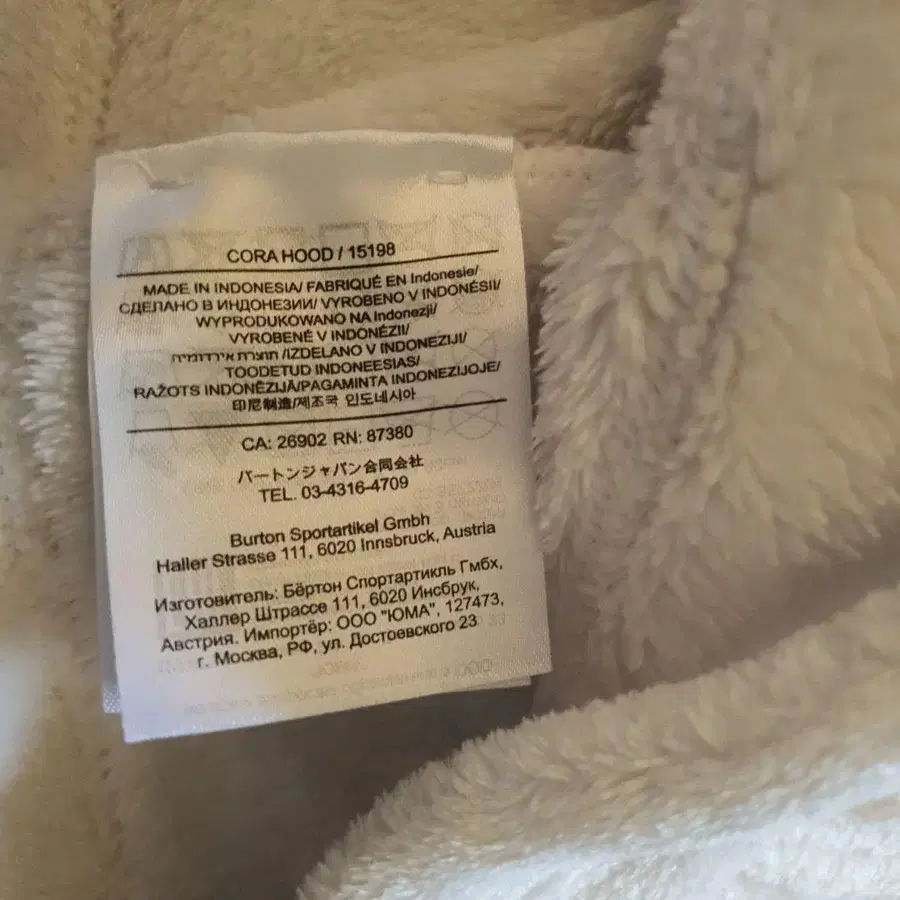 CORA HOOD / 15198
MADE IN INDONESIA/ FABRIQUÉ EN Indonesie/
СДЕЛАНО В ИНДОНЕЗИИ/ VYROBENO V INDONÉSII/
WYPRODUKOWANO NA Indonezji/
VYROBENÉ V INDONÉZII/
תוצרת אירדומיה /IZDELANO V INDONEZIJI/
TOODETUD INDONEESIAS/
RAŽOTS INDONĒZIJĀ/PAGAMINTA INDONEZIJOJE/
印尼制造/제조국 인도네시아
CA: 26902 RN: 87380
バートンジャパン合同会社
TEL. 03-4316-4709
Burton Sportartikel Gmbh
Haller Strasse 111, 6020 Innsbruck, Austria
Изготовитель: Бёртон Спортартикль Гмбх,
Халлер Штрассе 111, 6020 Инсбрук,
Австрия. Импортёр: ООО "ЮМА", 127473,
г. Москва, РФ, ул. Достоевского 23